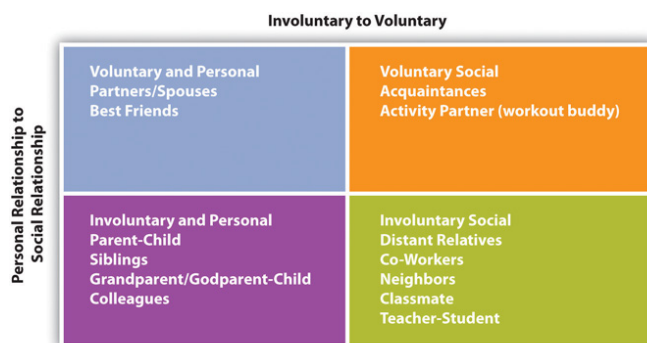 Involuntary to Voluntary
Personal Relationship to
Social Relationship
Voluntary and Personal
Partners/Spouses
Best Friends
Voluntary Social
Acquaintances
Activity Partner (workout buddy)
Involuntary and Personal
Parent-Child
Siblings
Grandparent/Godparent-Child
Colleagues
Involuntary Social
Distant Relatives
Co-Workers
Neighbors
Classmate
Teacher-Student